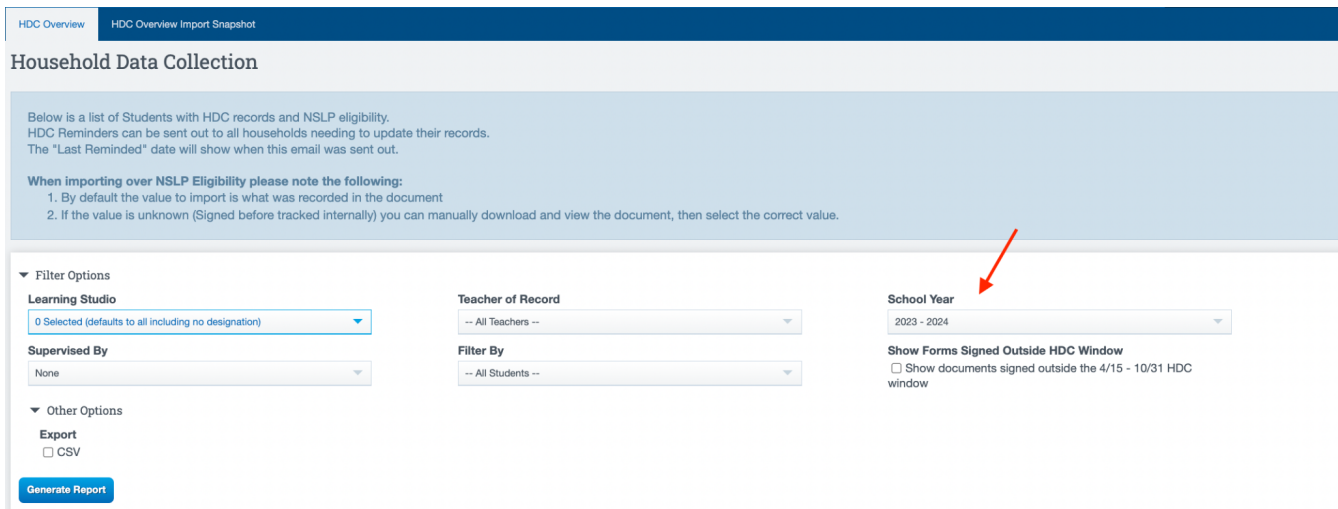 HDC Overview
HDC Overview Import Snapshot
Household Data Collection
Below is a list of Students with HDC records and NSLP eligibility.
HDC Reminders can be sent out to all households needing to update their records.
The "Last Reminded" date will show when this email was sent out.
When importing over NSLP Eligibility please note the following:
1. By default the value to import is what was recorded in the document
2. If the value is unknown (Signed before tracked internally) you can manually download and view the document, then select the correct value.
Filter Options
Learning Studio
0 Selected (defaults to all including no designation)
Teacher of Record
-- All Teachers --
School Year
2023 - 2024
Supervised By
None
Filter By
-- All Students --
Show Forms Signed Outside HDC Window
Show documents signed outside the 4/15 - 10/31 HDC
window
Other Options
Export
CSV
Generate Report